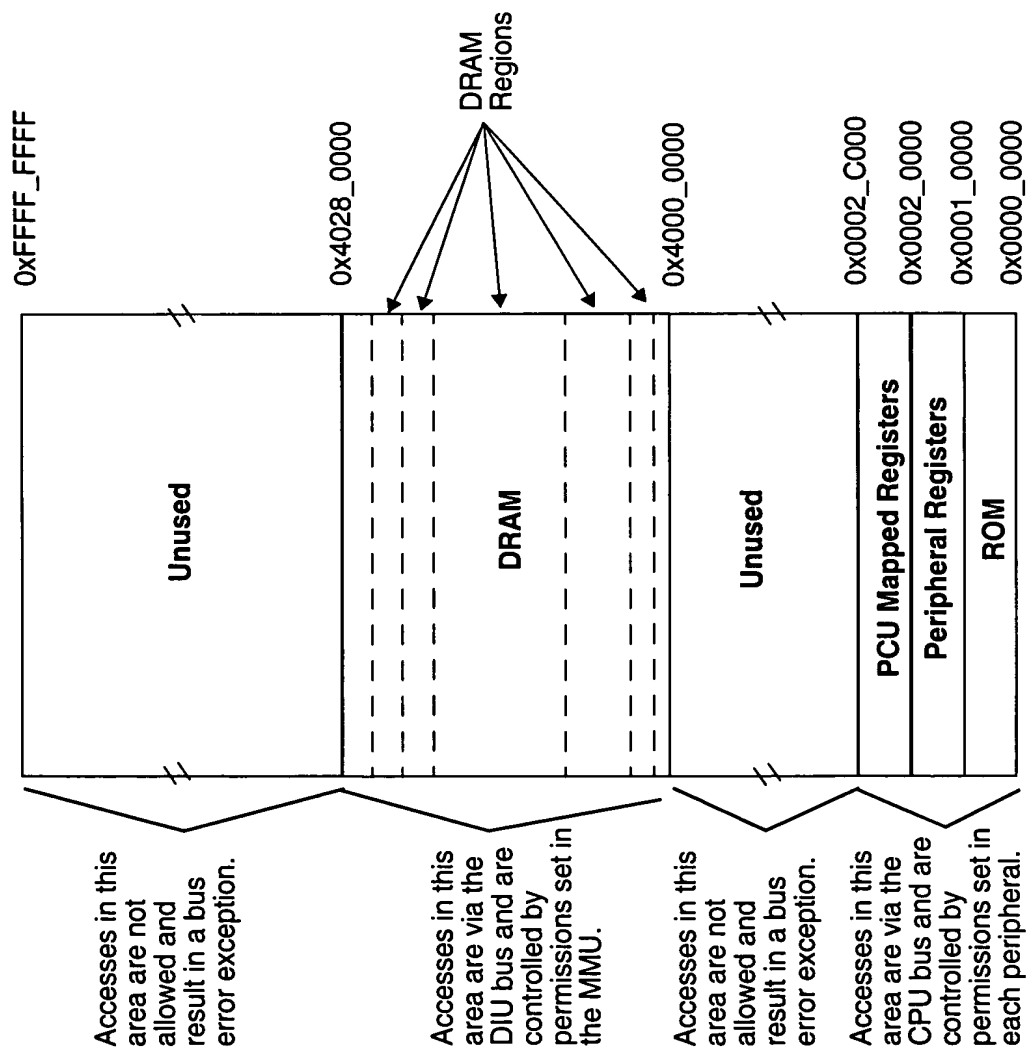 0xFFFF_FFFF
Accesses in this
area are not
allowed and
result in a bus
error exception.
Unused
0x4028_0000
Accesses in this
area are via the
DIU bus and are
controlled by
permissions set in
the MMU.
DRAM
DRAM
Regions
0x4000_0000
Accesses in this
area are not
allowed and
result in a bus
error exception.
Unused
0x0002_C000
Accesses in this
area are via the
CPU bus and are
controlled by
permissions set in
each peripheral.
PCU Mapped Registers
0x0002_0000
Peripheral Registers
0x0001_0000
ROM
0x0000_0000